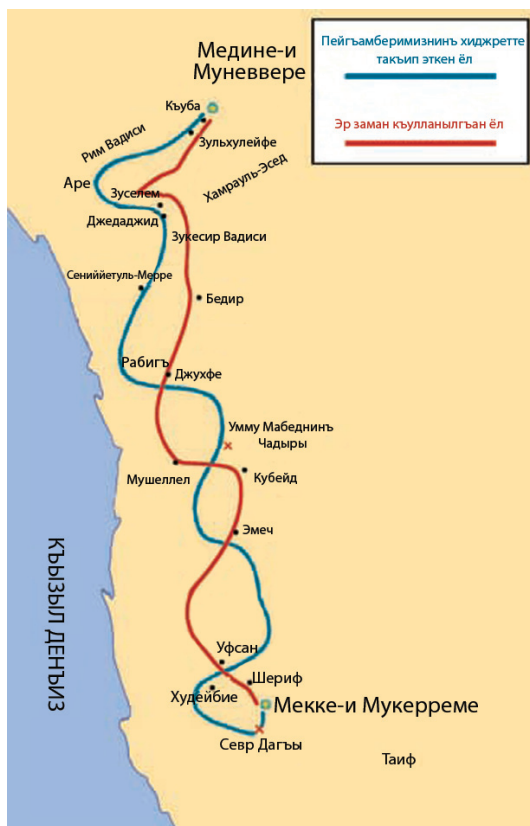 Пейгъамберимизнинъ хиджретте
такъип эткен ёл
Эр заман къулланылгъан ёл
Медине-и
Муневвере
Къуба
Зульхулейфе
Рим Вадиси
Хамрауль-Эсед
Аре
Зуселем
Джедаджид
Зукесир Вадиси
Сениййетуль-Мерре
Бедир
Рабигъ
Джухфе
Умму Мабеднинъ
Чадыры
Мушеллел
Кубейд
Эмеч
КЪЫЗЫЛ ДЕНЪИЗ
Уфсан
Шериф
Худейбие
Мекке-и Мукерреме
Севр Дагъы
Таиф